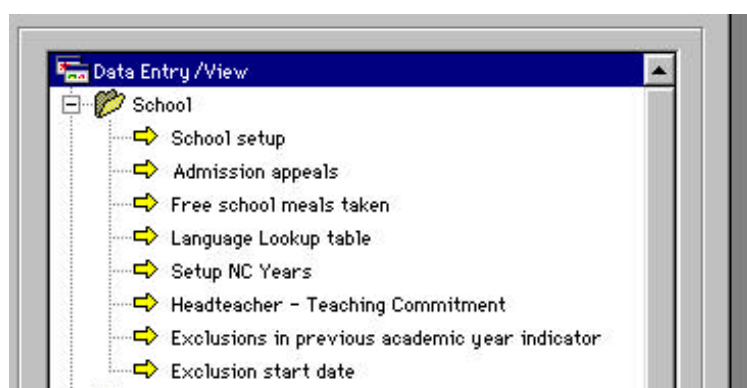 Data Entry/View
School
School setup
Admission appeals
Free school meals taken
Language Lookup table
Setup NC Years
Headteacher - Teaching Commitment
Exclusions in previous academic year indicator
Exclusion start date